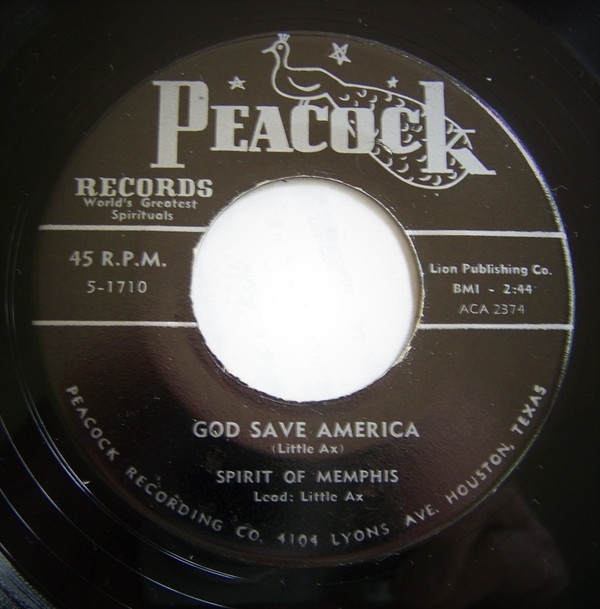 PEACOCK
RECORDS
World's Greatest
Spirituals
45 R.P.M.
5-1710
Lion Publishing Co.
BMI - 2:44
ACA 2374
GOD SAVE AMERICA
(Little Ax)
SPIRIT OF MEMPHIS
Lead: Little Ax
PEACOCK RECORDING CO. 4104 LYONS AVE. HOUSTON, TEXAS